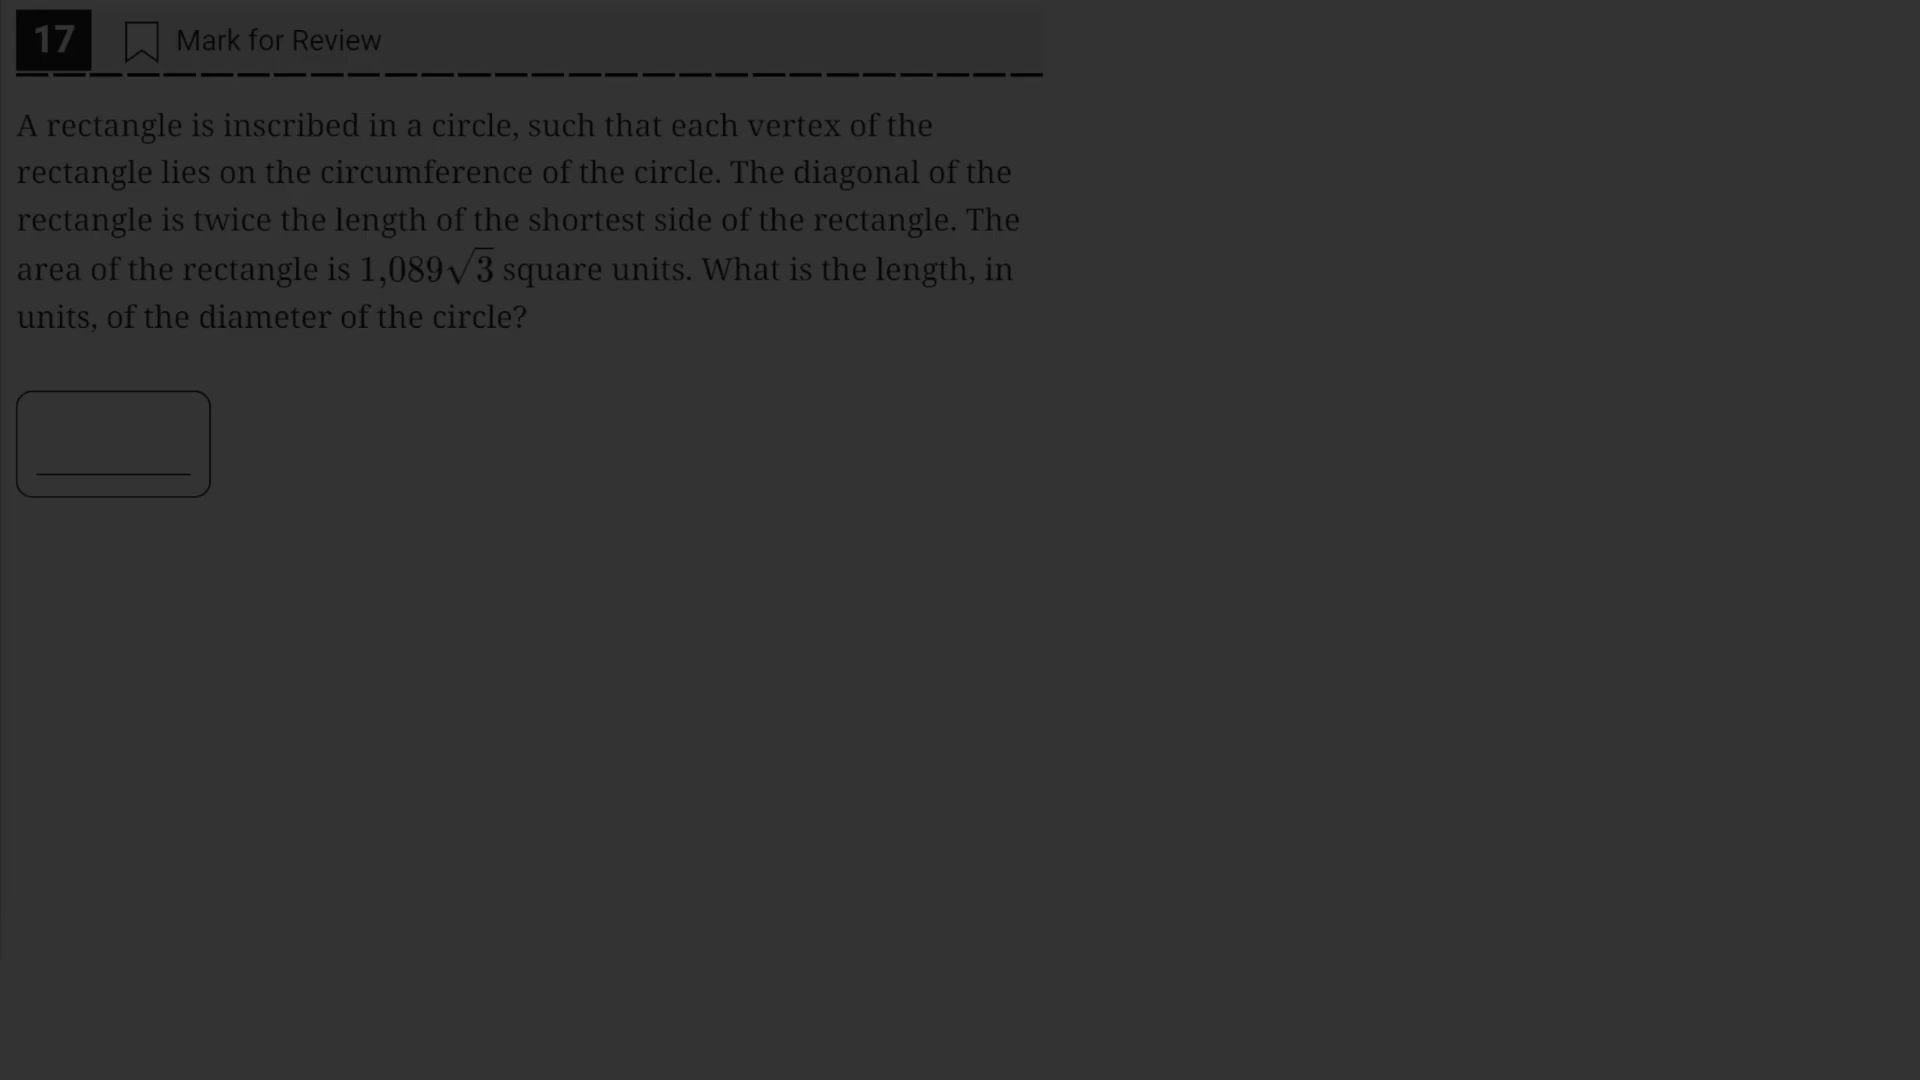 17 Mark for Review
A rectangle is inscribed in a circle, such that each vertex of the
rectangle lies on the circumference of the circle. The diagonal of the
rectangle is twice the length of the shortest side of the rectangle. The
area of the rectangle is 1,089√3 square units. What is the length, in
units, of the diameter of the circle?